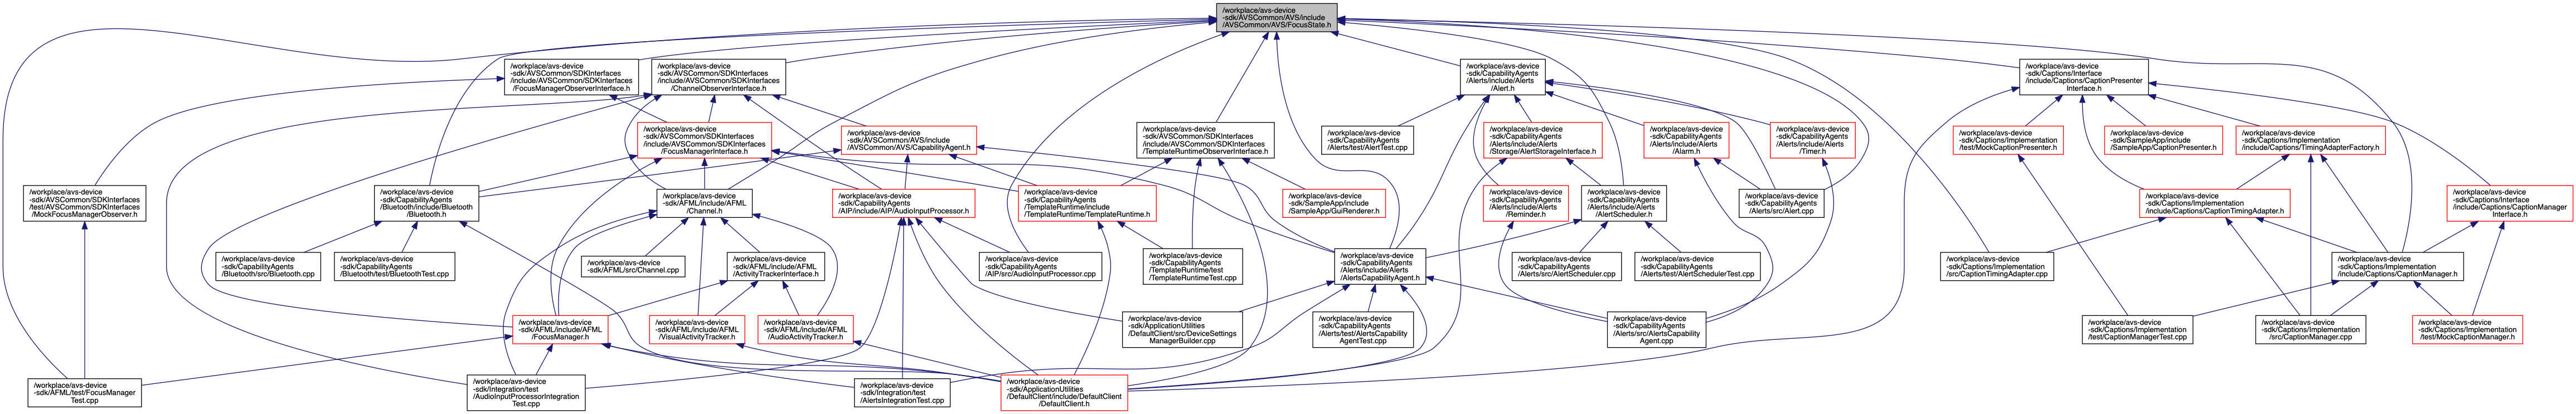 /workplace/avs-device
-sdk/AVSCommon/AVS/include
/AVSCommon/AVS/FocusState.h
/workplace/avs-device
-sdk/AVSCommon/SDKInterfaces
/include/AVSCommon/SDKInterfaces
/FocusManagerObserverInterface.h
/workplace/avs-device
-sdk/AVSCommon/SDKInterfaces
/include/AVSCommon/SDKInterfaces
/ChannelObserverInterface.h
/workplace/avs-device
-sdk/CapabilityAgents
/Alerts/include/Alerts
/Alert.h
/workplace/avs-device
-sdk/Captions/Interface
/include/Captions/CaptionPresenter
Interface.h
/workplace/avs-device
-sdk/AVSCommon/SDKInterfaces
/include/AVSCommon/SDKInterfaces
/FocusManagerInterface.h
/workplace/avs-device
-sdk/AVSCommon/AVS/include
/AVSCommon/AVS/CapabilityAgent.h
/workplace/avs-device
-sdk/AVSCommon/SDKInterfaces
/include/AVSCommon/SDKInterfaces
/TemplateRuntimeObserverInterface.h
/workplace/avs-device
-sdk/CapabilityAgents
/Alerts/test/AlertTest.cpp
/workplace/avs-device
-sdk/CapabilityAgents
/Alerts/include/Alerts
/Storage/AlertStorageInterface.h
/workplace/avs-device
-sdk/CapabilityAgents
/Alerts/include/Alerts
/Alarm.h
/workplace/avs-device
-sdk/CapabilityAgents
/Alerts/include/Alerts
/Timer.h
/workplace/avs-device
-sdk/Captions/Implementation
/test/MockCaptionPresenter.h
/workplace/avs-device
-sdk/SampleApp/include
/SampleApp/CaptionPresenter.h
/workplace/avs-device
-sdk/Captions/Implementation
/include/Captions/TimingAdapterFactory.h
/workplace/avs-device
-sdk/AVSCommon/SDKInterfaces
/test/AVSCommon/SDKInterfaces
/MockFocusManagerObserver.h
/workplace/avs-device
-sdk/CapabilityAgents
/Bluetooth/include/Bluetooth
/Bluetooth.h
/workplace/avs-device
-sdk/AFML/include/AFML
/Channel.h
/workplace/avs-device
-sdk/CapabilityAgents
/AIP/include/AIP/AudioInputProcessor.h
/workplace/avs-device
-sdk/CapabilityAgents
/TemplateRuntime/include
/TemplateRuntime/TemplateRuntime.h
/workplace/avs-device
-sdk/SampleApp/include
/SampleApp/GuiRenderer.h
/workplace/avs-device
-sdk/CapabilityAgents
/Alerts/include/Alerts
/Reminder.h
/workplace/avs-device
-sdk/CapabilityAgents
/Alerts/include/Alerts
/AlertScheduler.h
/workplace/avs-device
-sdk/CapabilityAgents
/Alerts/src/Alert.cpp
/workplace/avs-device
-sdk/Captions/Implementation
/include/Captions/CaptionTimingAdapter.h
/workplace/avs-device
-sdk/Captions/Interface
/include/Captions/CaptionManager
Interface.h
/workplace/avs-device
-sdk/CapabilityAgents
/Bluetooth/src/Bluetooth.cpp
/workplace/avs-device
-sdk/CapabilityAgents
/Bluetooth/test/BluetoothTest.cpp
/workplace/avs-device
-sdk/AFML/src/Channel.cpp
/workplace/avs-device
-sdk/AFML/include/AFML
/ActivityTrackerInterface.h
/workplace/avs-device
-sdk/CapabilityAgents
/AIP/src/AudioInputProcessor.cpp
/workplace/avs-device
-sdk/CapabilityAgents
/TemplateRuntime/test
/TemplateRuntimeTest.cpp
/workplace/avs-device
-sdk/CapabilityAgents
/Alerts/include/Alerts
/AlertsCapabilityAgent.h
/workplace/avs-device
-sdk/CapabilityAgents
/Alerts/src/AlertScheduler.cpp
/workplace/avs-device
-sdk/CapabilityAgents
/Alerts/test/AlertSchedulerTest.cpp
/workplace/avs-device
-sdk/Captions/Implementation
/src/CaptionTimingAdapter.cpp
/workplace/avs-device
-sdk/Captions/Implementation
/include/Captions/CaptionManager.h
/workplace/avs-device
-sdk/AFML/include/AFML
/FocusManager.h
/workplace/avs-device
-sdk/AFML/include/AFML
/VisualActivityTracker.h
/workplace/avs-device
-sdk/AFML/include/AFML
/AudioActivityTracker.h
/workplace/avs-device
-sdk/ApplicationUtilities
/DefaultClient/src/DeviceSettings
ManagerBuilder.cpp
/workplace/avs-device
-sdk/CapabilityAgents
/Alerts/test/AlertsCapability
AgentTest.cpp
/workplace/avs-device
-sdk/CapabilityAgents
/Alerts/src/AlertsCapability
Agent.cpp
/workplace/avs-device
-sdk/Captions/Implementation
/test/CaptionManagerTest.cpp
/workplace/avs-device
-sdk/Captions/Implementation
/src/CaptionManager.cpp
/workplace/avs-device
-sdk/Captions/Implementation
/test/MockCaptionManager.h
/workplace/avs-device
-sdk/AFML/test/FocusManager
Test.cpp
/workplace/avs-device
-sdk/Integration/test
/AudioInputProcessorIntegration
Test.cpp
/workplace/avs-device
-sdk/Integration/test
/AlertsIntegrationTest.cpp
/workplace/avs-device
-sdk/ApplicationUtilities
/DefaultClient/include/DefaultClient
/DefaultClient.h